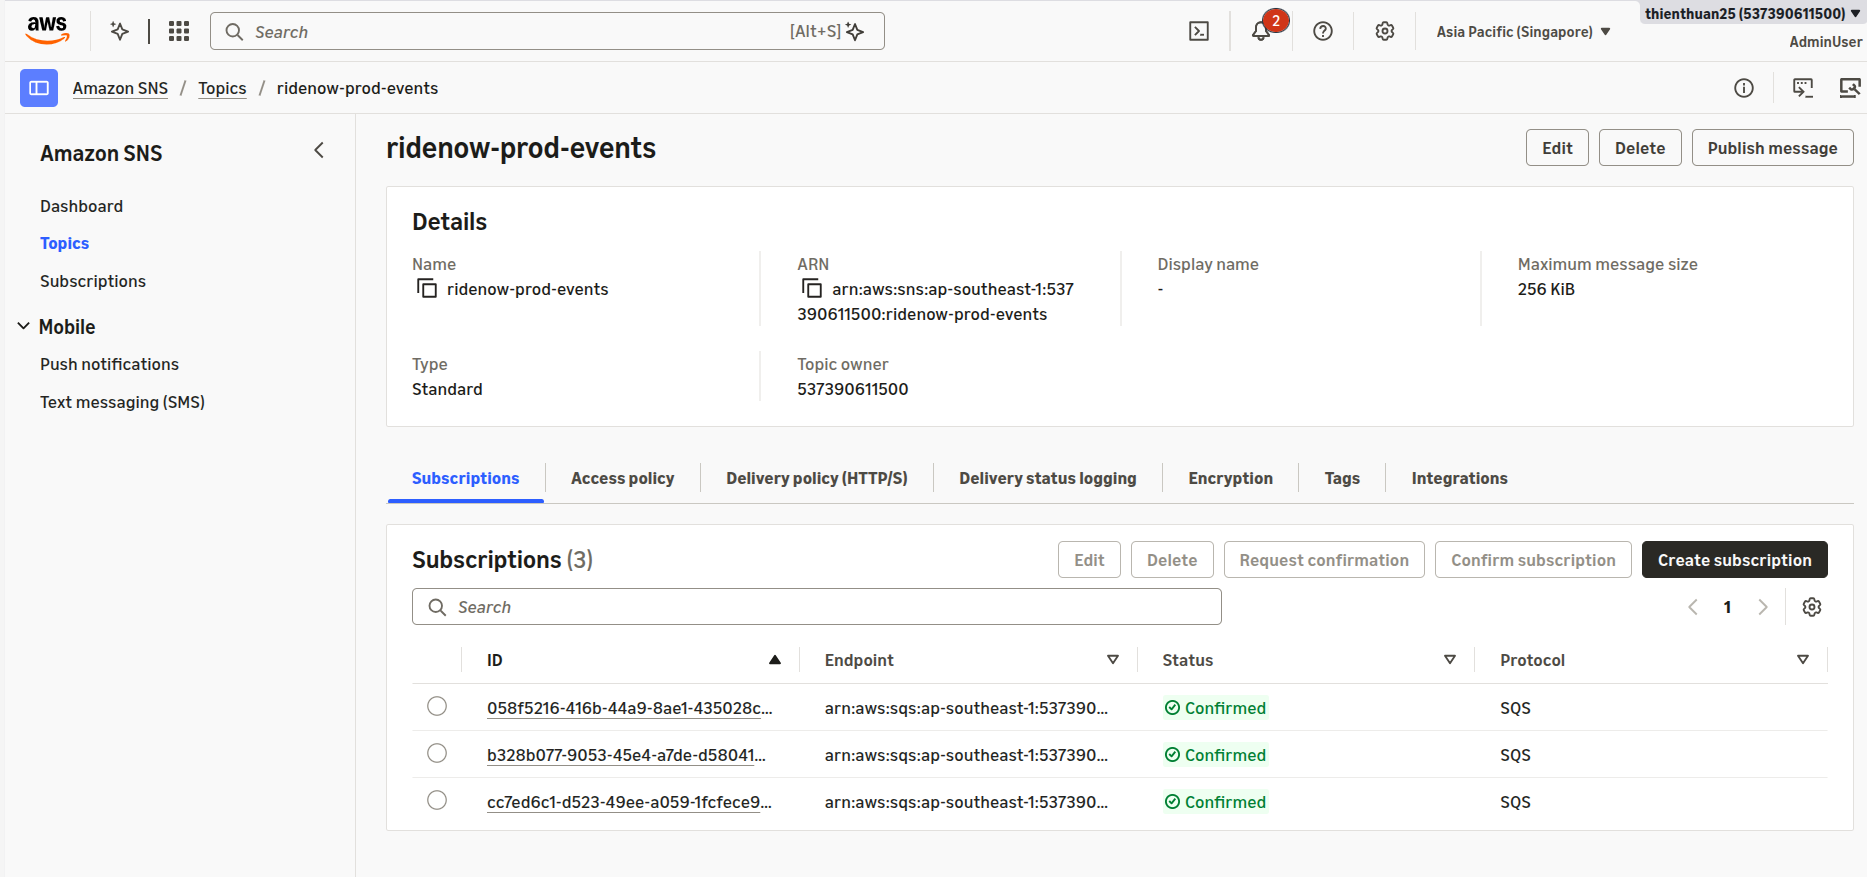 aws
Search
[Alt+S]
2
Asia Pacific (Singapore)
thienthuan25 (537390611500)
AdminUser
Amazon SNS / Topics / ridenow-prod-events
Amazon SNS
Dashboard
Topics
Subscriptions
Mobile
Push notifications
Text messaging (SMS)
ridenow-prod-events
Edit
Delete
Publish message
Details
Name
ridenow-prod-events
ARN
arn:aws:sns:ap-southeast-1:537
390611500:ridenow-prod-events
Display name
-
Maximum message size
256 KiB
Type
Standard
Topic owner
537390611500
Subscriptions
Access policy
Delivery policy (HTTP/S)
Delivery status logging
Encryption
Tags
Integrations
Subscriptions (3)
Edit
Delete
Request confirmation
Confirm subscription
Create subscription
Search
1
ID Endpoint Status Protocol
058f5216-416b-44a9-8ae1-435028c... arn:aws:sqs:ap-southeast-1:537390... Confirmed SQS
b328b077-9053-45e4-a7de-d58041... arn:aws:sqs:ap-southeast-1:537390... Confirmed SQS
cc7ed6c1-d523-49ee-a059-1fcfece9... arn:aws:sqs:ap-southeast-1:537390... Confirmed SQS